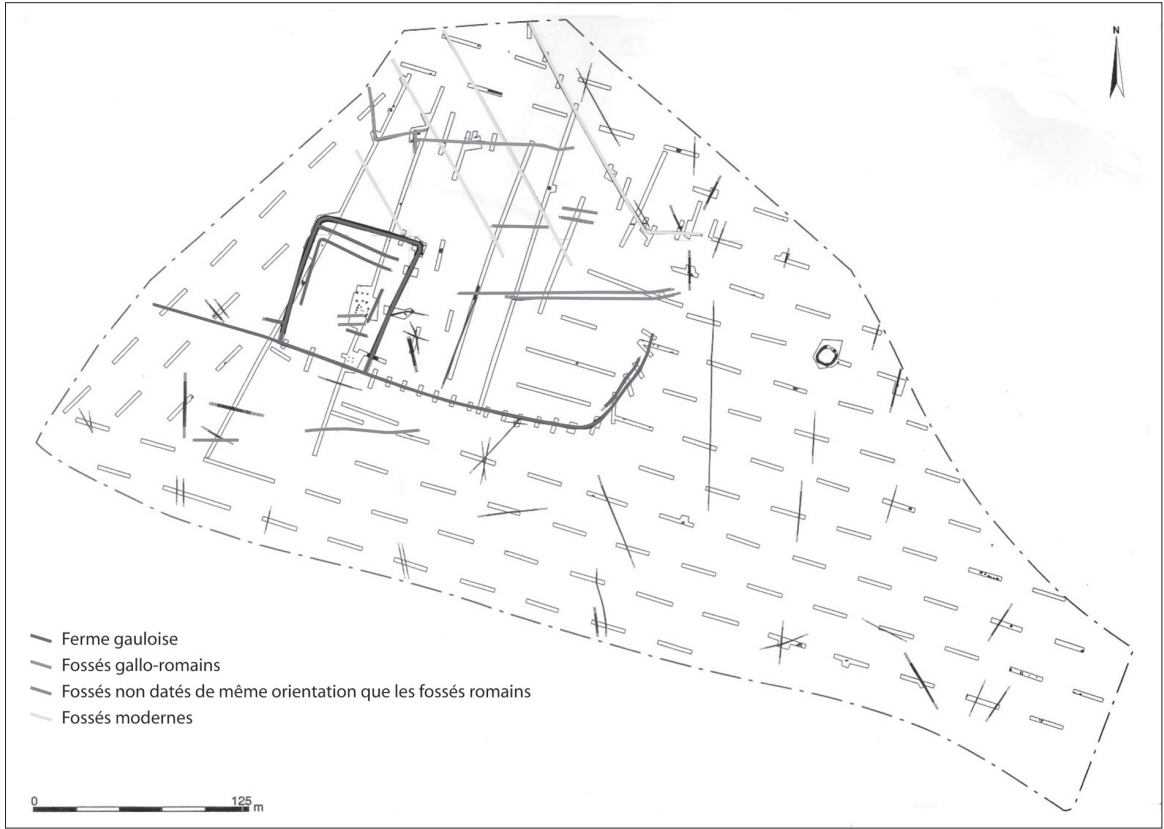 N
Ferme gauloise
Fossés gallo-romains
Fossés non datés de même orientation que les fossés romains
Fossés modernes
0 125 m